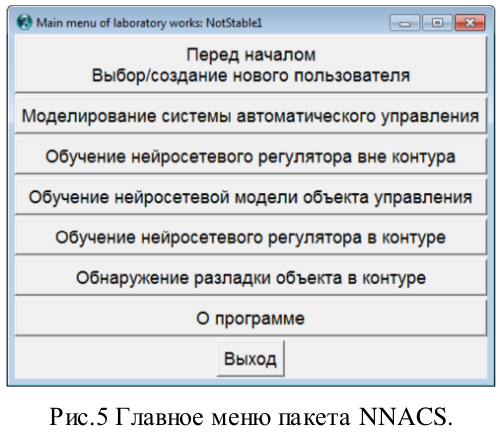 Main menu of laboratory works: NotStable1
Перед началом
Выбор/создание нового пользователя
Моделирование системы автоматического управления
Обучение нейросетевого регулятора вне контура
Обучение нейросетевой модели объекта управления
Обучение нейросетевого регулятора в контуре
Обнаружение разладки объекта в контуре
О программе
Выход
Рис.5 Главное меню пакета NNACS.